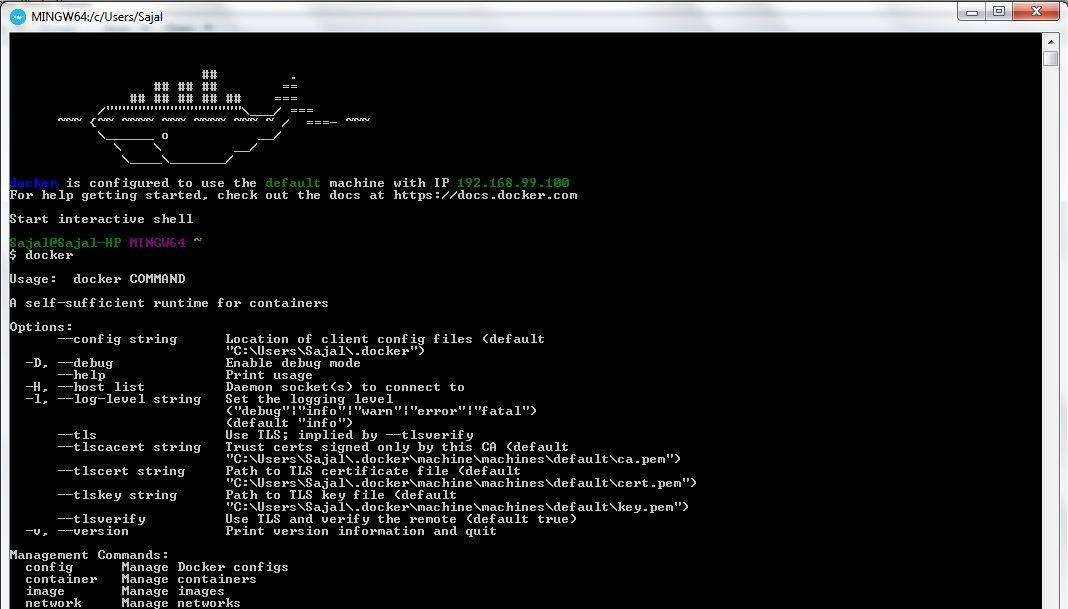 MINGW64:/c/Users/Sajal
docker is configured to use the default machine with IP 192.168.99.100
For help getting started, check out the docs at https://docs.docker.com
Start interactive shell
Sajal@Sajal-HP MINGW64 ~
$ docker
Usage:  docker COMMAND
A self-sufficient runtime for containers
Options:
      --config string      Location of client config files (default
                           "C:\Users\Sajal\.docker")
  -D, --debug              Enable debug mode
      --help               Print usage
  -H, --host list          Daemon socket(s) to connect to
  -l, --log-level string   Set the logging level
                           ("debug"|"info"|"warn"|"error"|"fatal")
                           (default "info")
      --tls                Use TLS; implied by --tlsverify
      --tlscacert string   Trust certs signed only by this CA (default
                           "C:\Users\Sajal\.docker\machine\machines\default\ca.pem")
      --tlscert string     Path to TLS certificate file (default
                           "C:\Users\Sajal\.docker\machine\machines\default\cert.pem")
      --tlskey string      Path to TLS key file (default
                           "C:\Users\Sajal\.docker\machine\machines\default\key.pem")
      --tlsverify          Use TLS and verify the remote (default true)
  -v, --version            Print version information and quit
Management Commands:
  config      Manage Docker configs
  container   Manage containers
  image       Manage images
  network     Manage networks